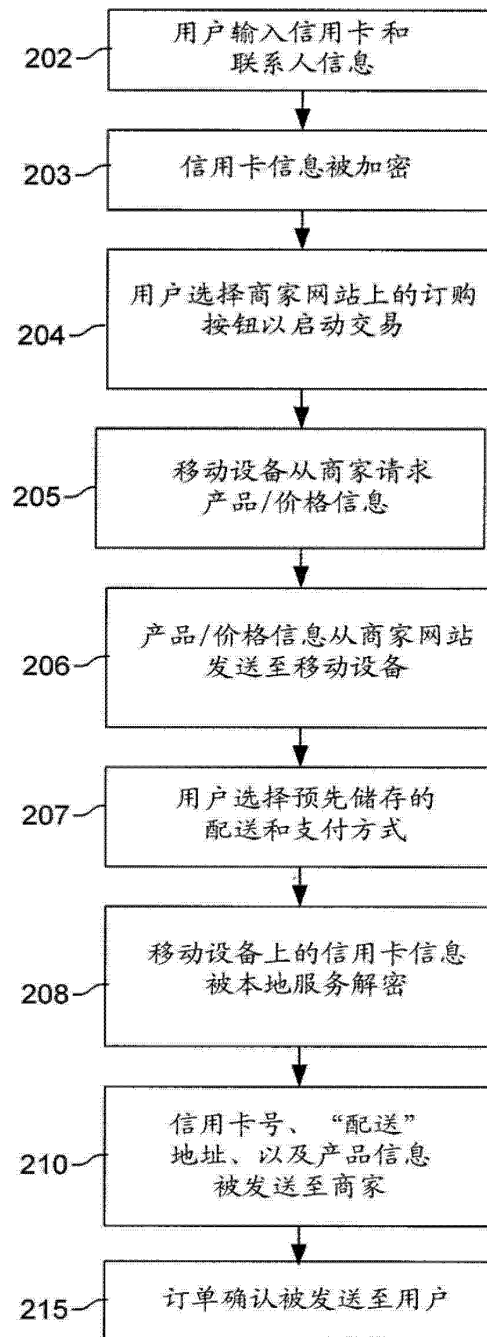 202
用户输入信用卡和
联系人信息
203
信用卡信息被加密
204
用户选择商家网站上的订购
按钮以启动交易
205
移动设备从商家请求
产品/价格信息
206
产品/价格信息从商家网站
发送至移动设备
207
用户选择预先储存的
配送和支付方式
208
移动设备上的信用卡信息
被本地服务解密
210
信用卡号、“配送”
地址、以及产品信息
被发送至商家
215
订单确认被发送至用户